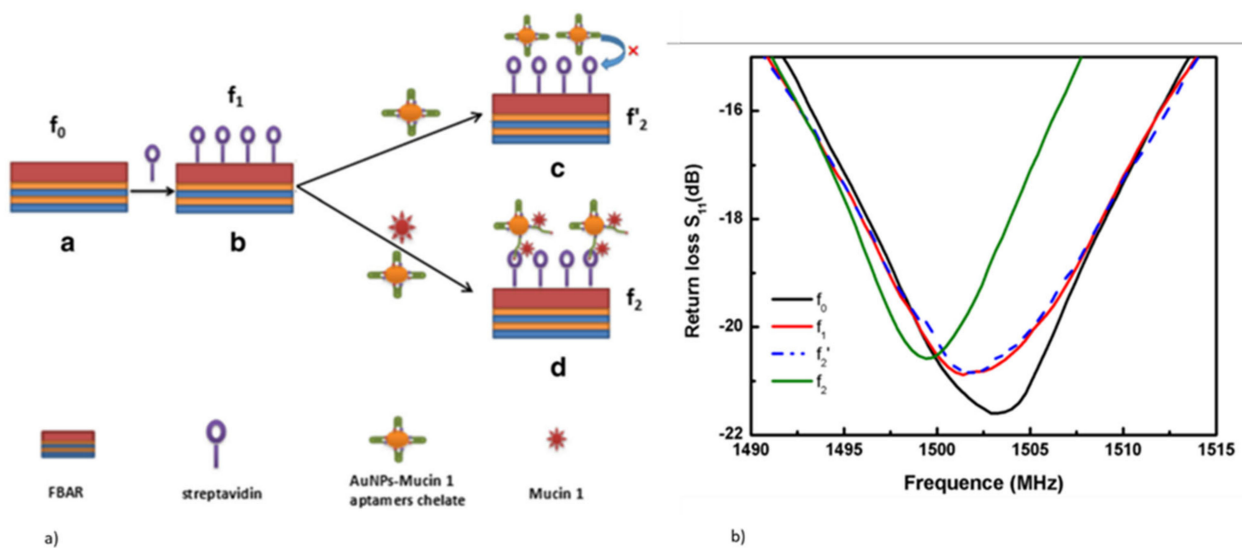 f0
f1
f'2
a
b
c
f2
d
FBAR
streptavidin
AuNPs-Mucin 1
aptamers chelate
Mucin 1
a)
Return loss S11(dB)
-16
-18
-20
-22
f0
f1
f2'
f2
1490 1495 1500 1505 1510 1515
Frequence (MHz)
b)